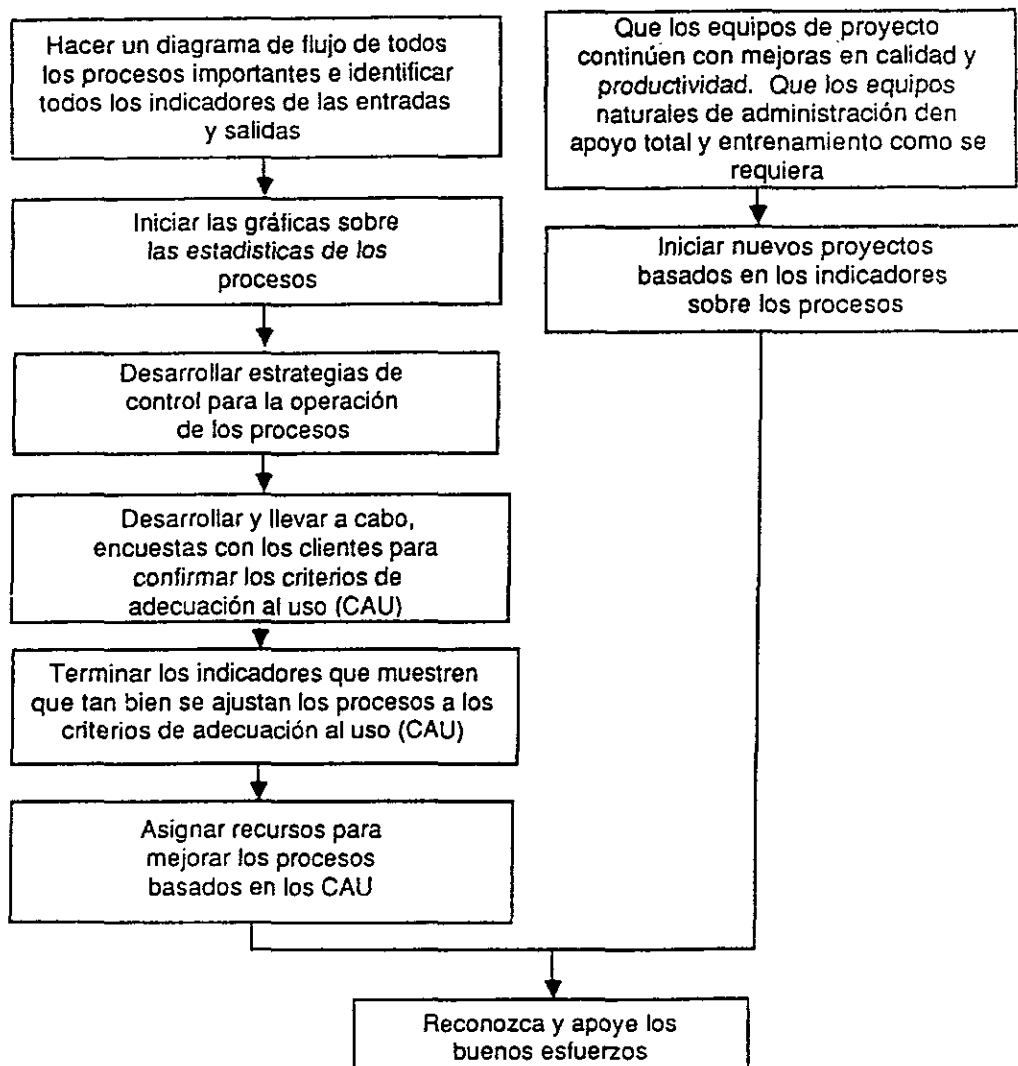 Hacer un diagrama de flujo de todos
los procesos importantes e identificar
todos los indicadores de las entradas
y salidas
Iniciar las gráficas sobre
las estadisticas de los
procesos
Desarrollar estrategias de
control para la operación
de los procesos
Desarrollar y llevar a cabo,
encuestas con los clientes para
confirmar los criterios de
adecuación al uso (CAU)
Terminar los indicadores que muestren
que tan bien se ajustan los procesos a los
criterios de adecuación al uso (CAU)
Asignar recursos para
mejorar los procesos
basados en los CAU
Que los equipos de proyecto
continúen con mejoras en calidad y
productividad. Que los equipos
naturales de administración den
apoyo total y entrenamiento como se
requiera
Iniciar nuevos proyectos
basados en los indicadores
sobre los procesos
Reconozca y apoye los
buenos esfuerzos